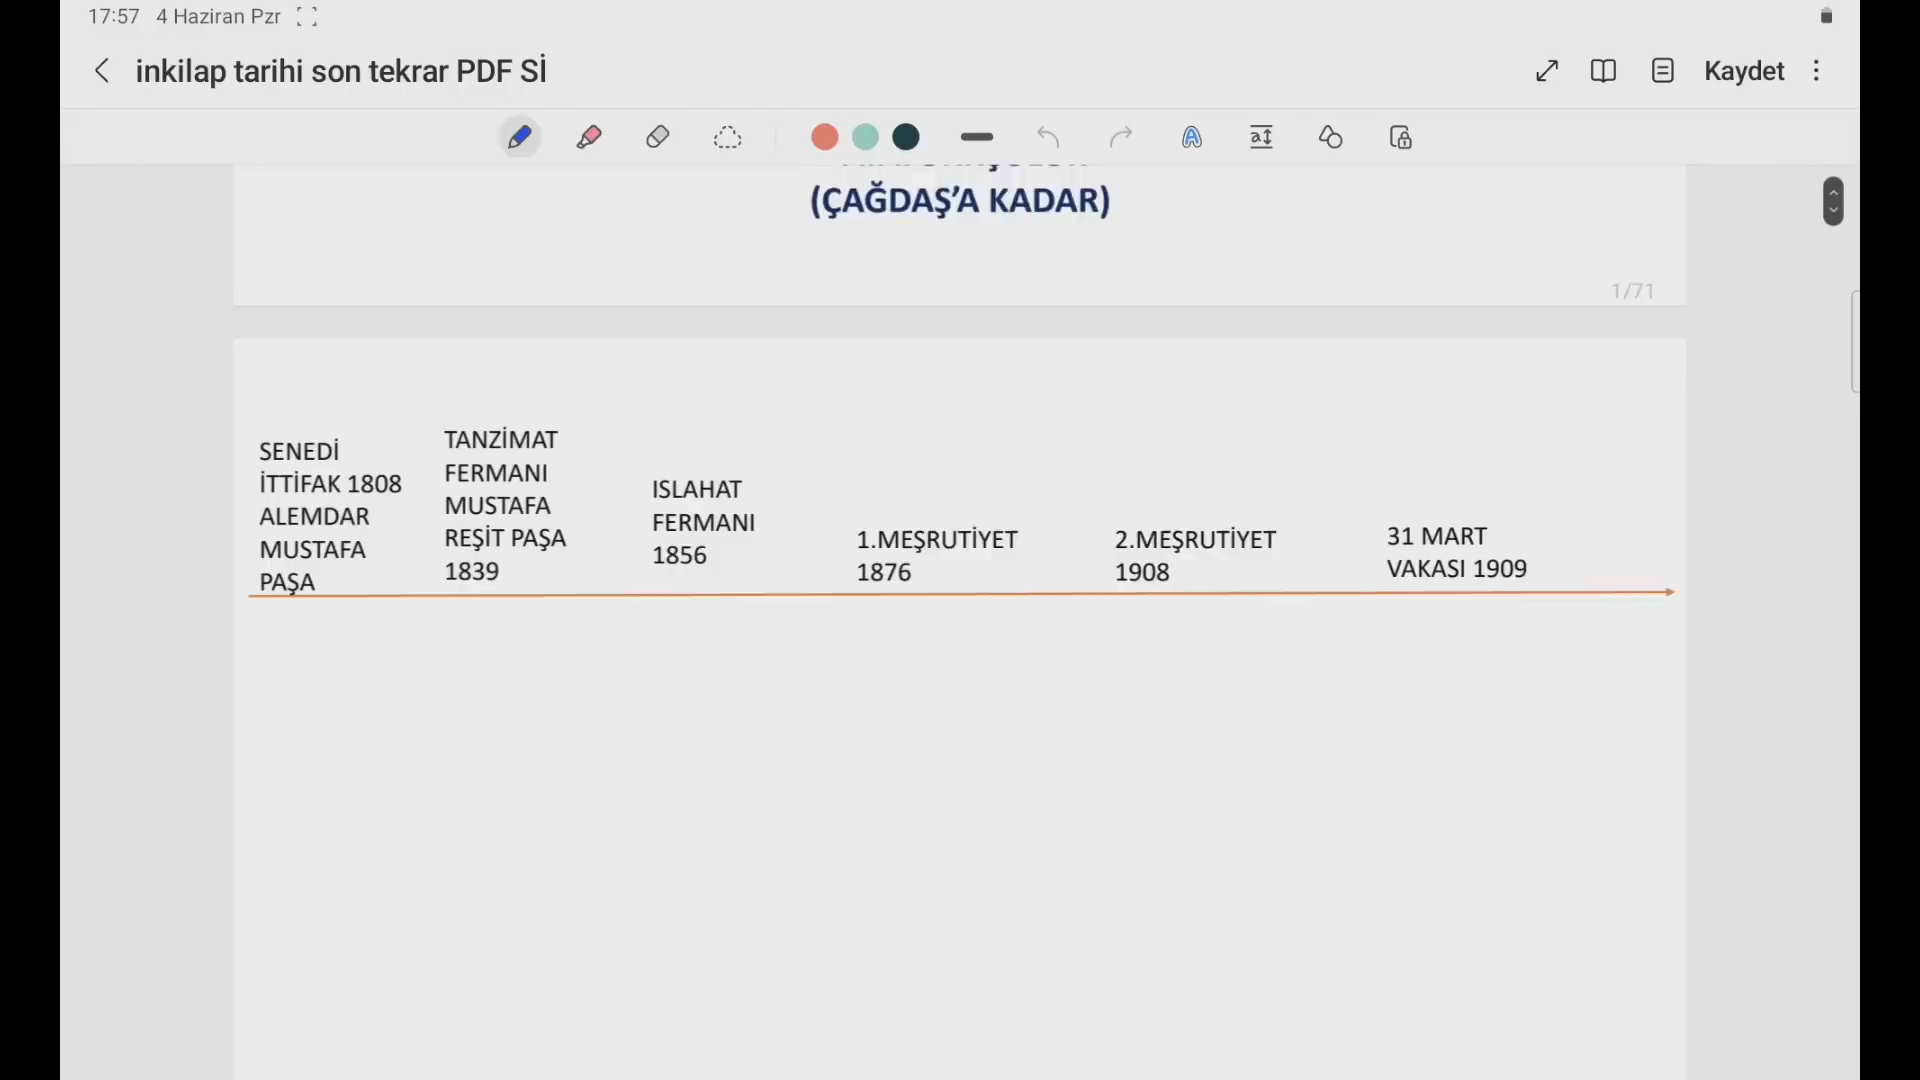 17:57 4 Haziran Pzr
inkilap tarihi son tekrar PDF Sİ
Kaydet
(ÇAĞDAŞ'A KADAR)
1/71
SENEDİ
İTTİFAK 1808
ALEMDAR
MUSTAFA
PAŞA
TANZİMAT
FERMANI
MUSTAFA
REŞİT PAŞA
1839
ISLAHAT
FERMANI
1856
1.MEŞRUTİYET
1876
2.MEŞRUTİYET
1908
31 MART
VAKASI 1909